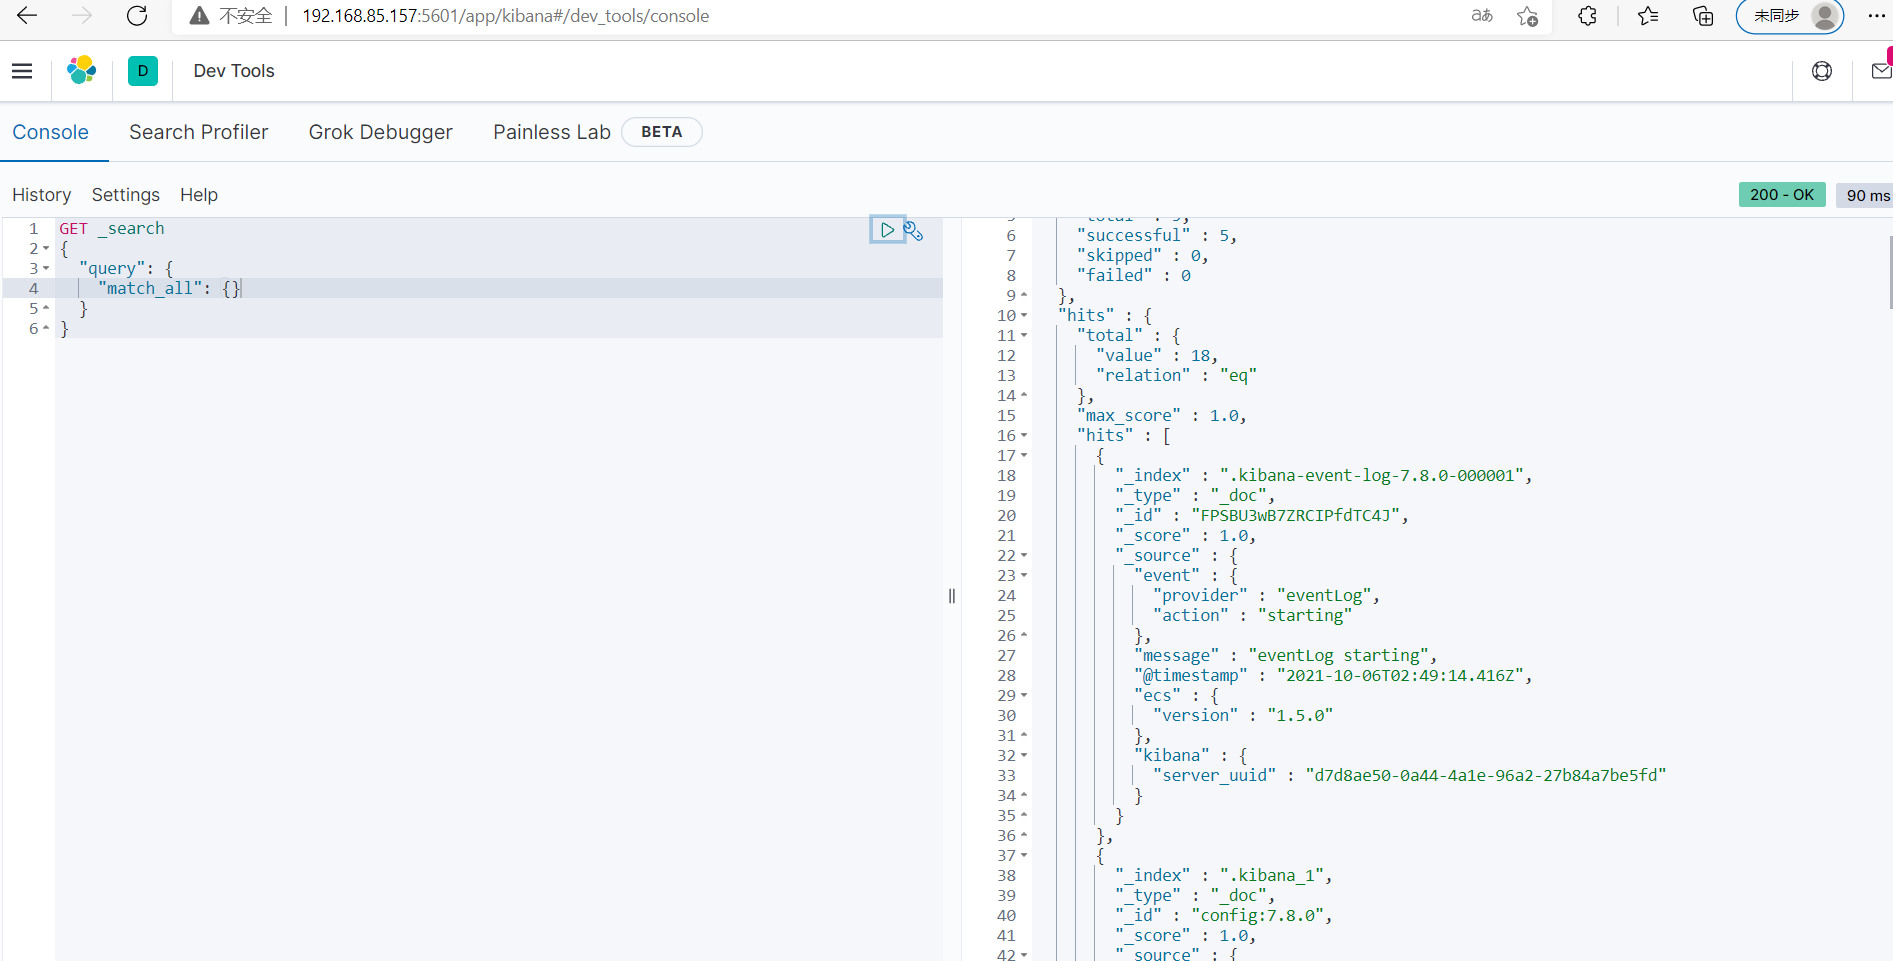 不安全 192.168.85.157:5601/app/kibana#/dev_tools/console aあ 未同步
D Dev Tools
Console Search Profiler Grok Debugger Painless Lab BETA
History Settings Help 200 - OK 90 ms
1 GET _search
2 {
3 "query": {
4 "match_all": {}
5 }
6 }
5 "total" : 5,
6 "successful" : 5,
7 "skipped" : 0,
8 "failed" : 0
9 },
10 "hits" : {
11 "total" : {
12 "value" : 18,
13 "relation" : "eq"
14 },
15 "max_score" : 1.0,
16 "hits" : [
17 {
18 "_index" : ".kibana-event-log-7.8.0-000001",
19 "_type" : "_doc",
20 "_id" : "FPSBU3wB7ZRCIPfdTC4J",
21 "_score" : 1.0,
22 "_source" : {
23 "event" : {
24 "provider" : "eventLog",
25 "action" : "starting"
26 },
27 "message" : "eventLog starting",
28 "@timestamp" : "2021-10-06T02:49:14.416Z",
29 "ecs" : {
30 "version" : "1.5.0"
31 },
32 "kibana" : {
33 "server_uuid" : "d7d8ae50-0a44-4a1e-96a2-27b84a7be5fd"
34 }
35 }
36 },
37 {
38 "_index" : ".kibana_1",
39 "_type" : "_doc",
40 "_id" : "config:7.8.0",
41 "_score" : 1.0,
42 "_source" : {